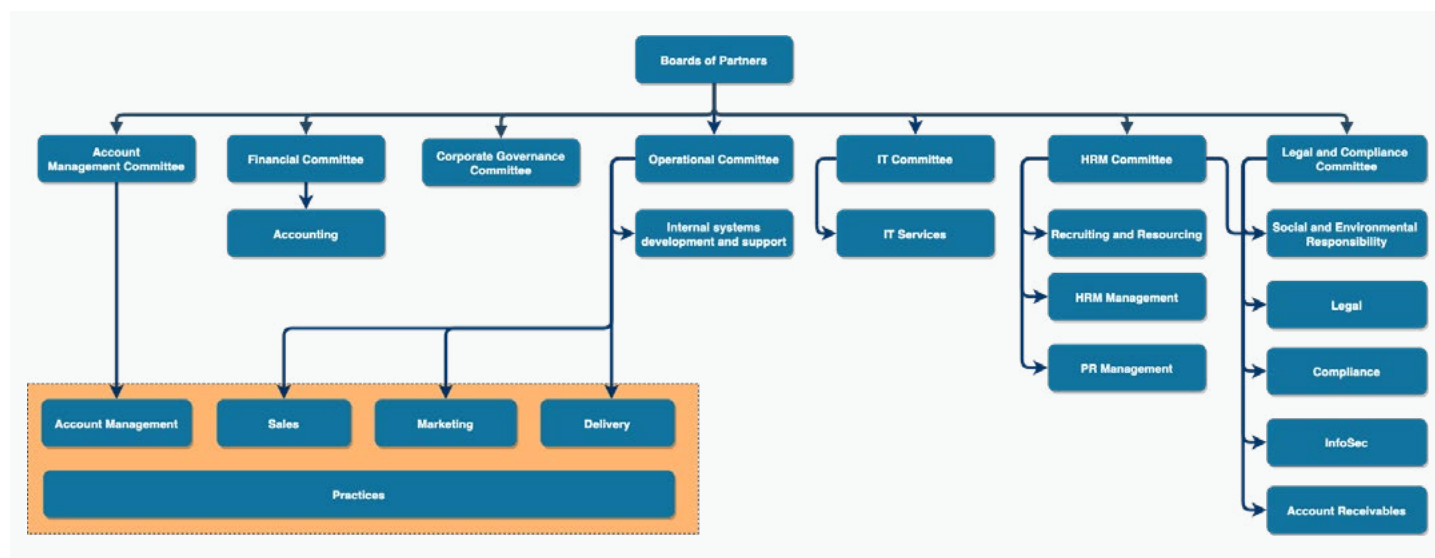 Boards of Partners
Account
Management Committee
Financial Committee
Corporate Governance
Committee
Operational Committee
IT Committee
HRM Committee
Legal and Compliance
Committee
Accounting
Internal systems
development and support
IT Services
Recruiting and Resourcing
Social and Environmental
Responsibility
HRM Management
Legal
PR Management
Compliance
Account Management
Sales
Marketing
Delivery
InfoSec
Practices
Account Receivables